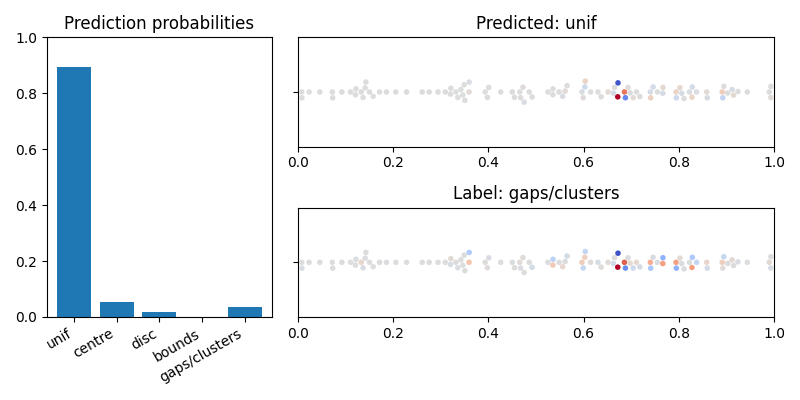 Prediction probabilities
1.0
0.8
0.6
0.4
0.2
0.0
unif
centre
disc
bounds
gaps/clusters
Predicted: unif
0.0 0.2 0.4 0.6 0.8 1.0
Label: gaps/clusters
0.0 0.2 0.4 0.6 0.8 1.0